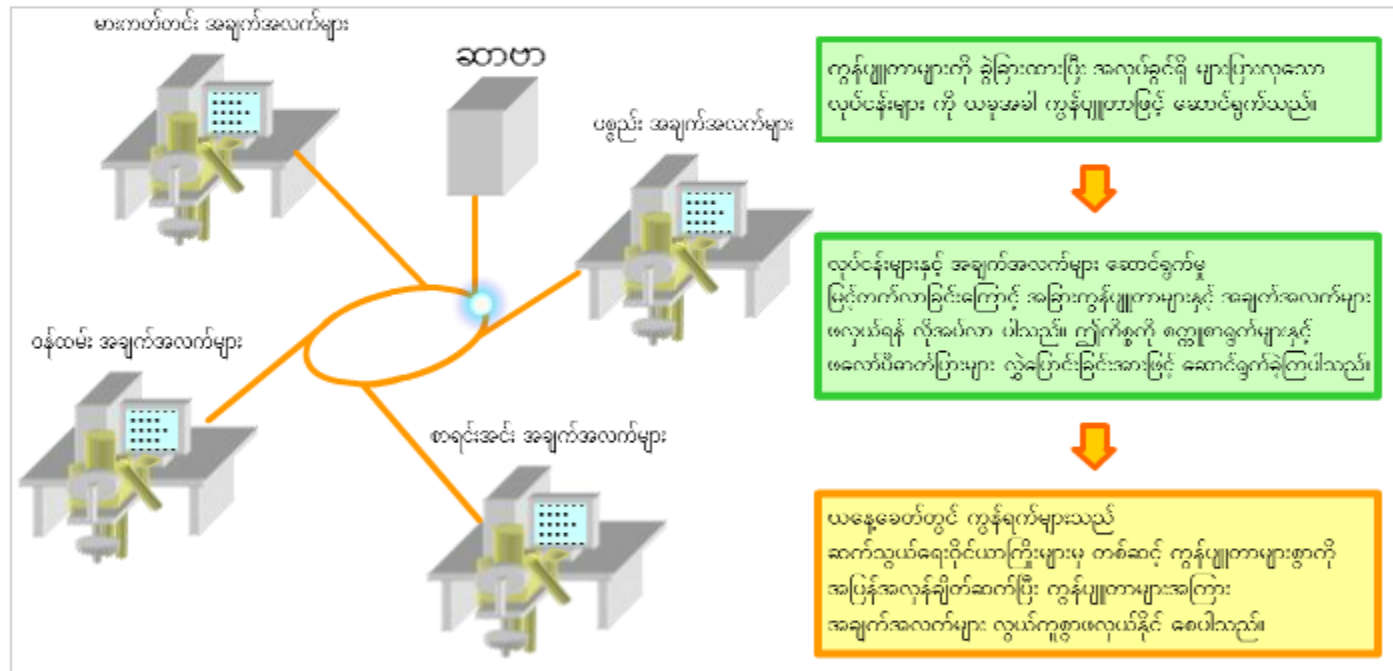 မားကတ်တင်း အချက်အလက်များ
ဆာဗာ
ပစ္စည်း အချက်အလက်များ
ဝန်ထမ်း အချက်အလက်များ
စာရင်းအင်း အချက်အလက်များ
ကွန်ပျူတာများကို ခွဲခြားထားပြီး အလုပ်ခွင်ရှိ များပြားလှသော
လုပ်ငန်းများ ကို ယခုအခါ ကွန်ပျူတာဖြင့် ဆောင်ရွက်သည်။
လုပ်ငန်းများနှင့် အချက်အလက်များ ဆောင်ရွက်မှု
မြင့်တက်လာခြင်းကြောင့် အခြားကွန်ပျူတာများနှင့် အချက်အလက်များ
ဖလှယ်ရန် လိုအပ်လာ ပါသည်။ ဤကိစ္စကို စက္ကူစာရွက်များနှင့်
ဖလော်ပီဓာတ်ပြားများ လွှဲပြောင်းခြင်းအားဖြင့် ဆောင်ရွက်ခဲ့ကြပါသည်။
ယနေ့ခေတ်တွင် ကွန်ရက်များသည်
ဆက်သွယ်ရေးဝိုင်ယာကြိုးများမှ တစ်ဆင့် ကွန်ပျူတာများစွာကို
အပြန်အလှန်ချိတ်ဆက်ပြီး ကွန်ပျူတာများအကြား
အချက်အလက်များ လွယ်ကူစွာဖလှယ်နိုင် စေပါသည်။